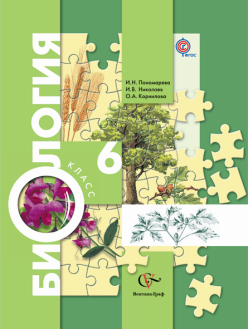 И.Н. Пономарева
И.В. Николаев
О.А. Корнилова
ФГОС
БИОЛОГИЯ
6
КЛАСС
Вентана-Граф